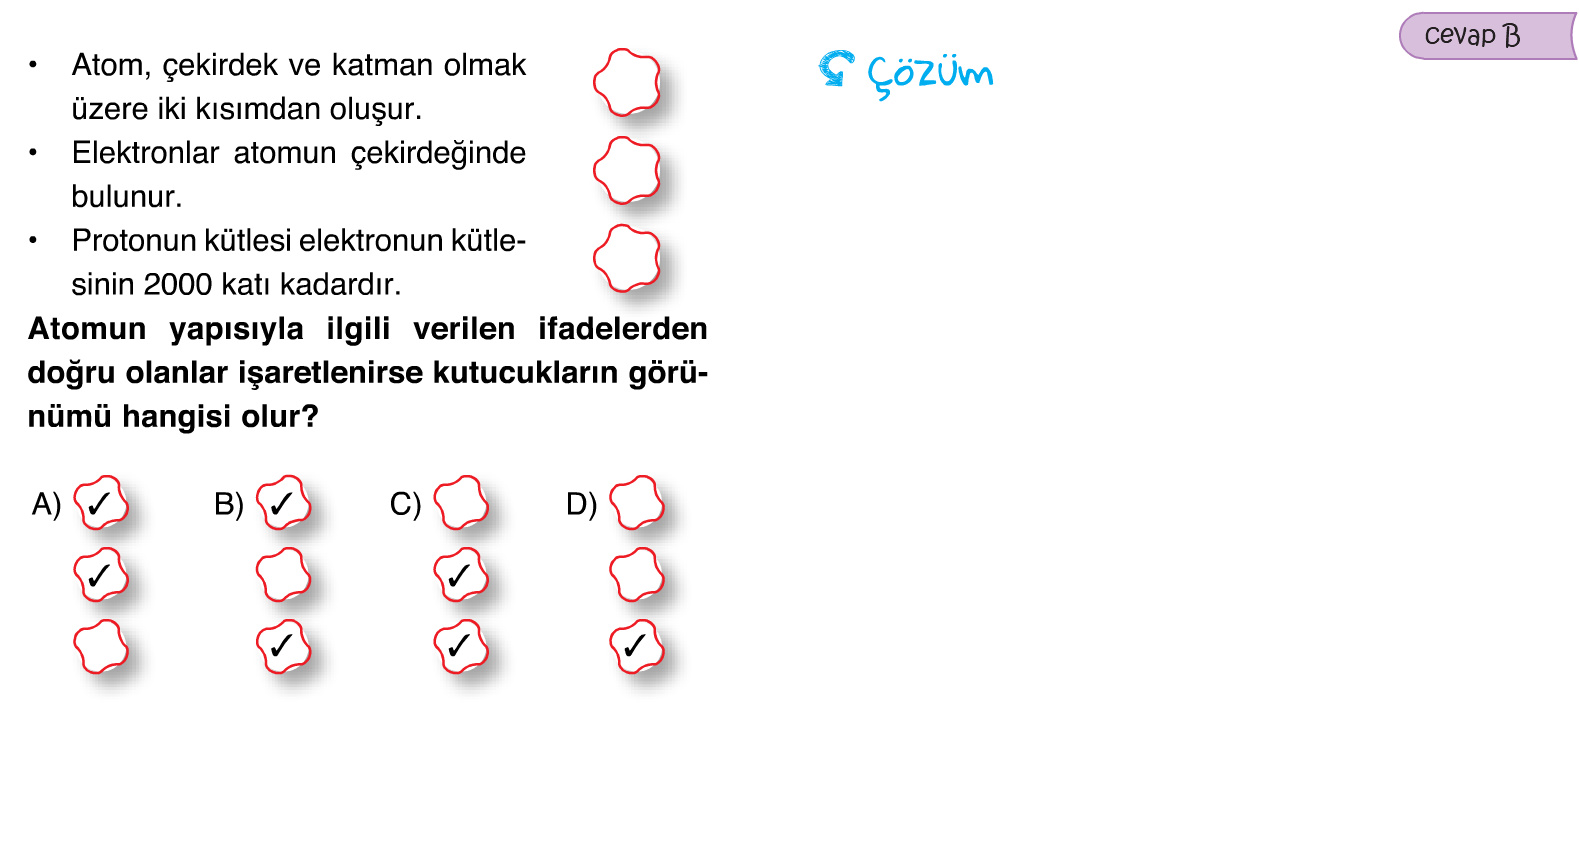 • Atom, çekirdek ve katman olmak
üzere iki kısımdan oluşur.
• Elektronlar atomun çekirdeğinde
bulunur.
• Protonun kütlesi elektronun kütle-
sinin 2000 katı kadardır.
Atomun yapısıyla ilgili verilen ifadelerden
doğru olanlar işaretlenirse kutucukların görü-
nümü hangisi olur?
A) ✓ B) ✓ C) D)
✓ ✓
✓ ✓ ✓
Çözüm
cevap B